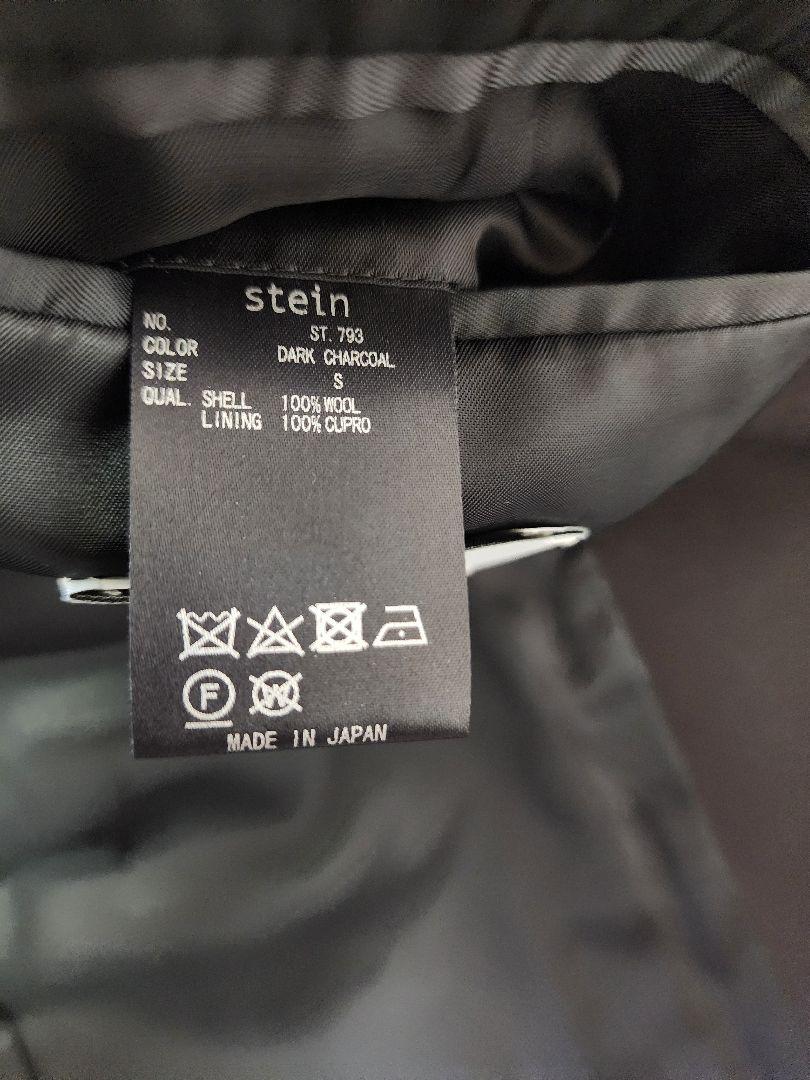 stein
NO. ST. 793
COLOR DARK CHARCOAL
SIZE S
QUAL. SHELL 100% WOOL
LINING 100% CUPRO
F W
MADE IN JAPAN